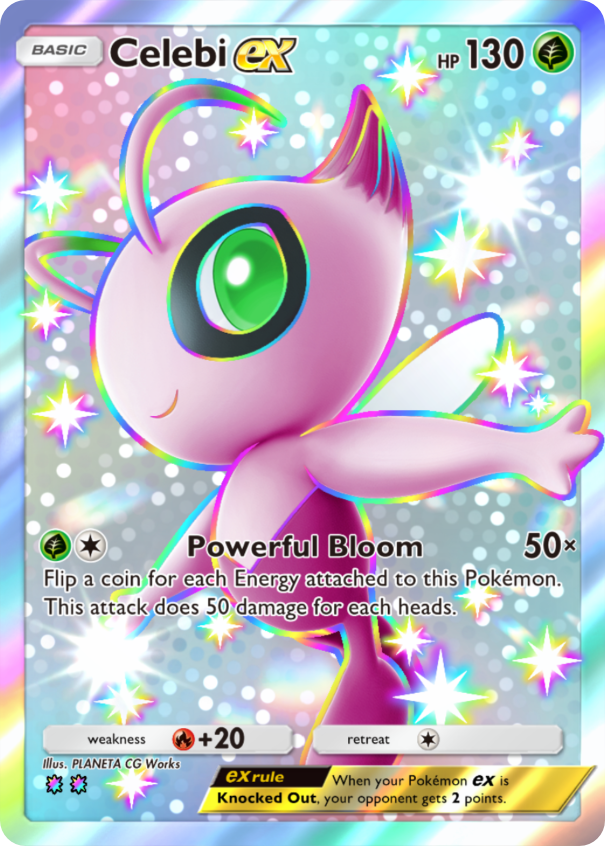 BASIC Celebi ex HP 130
Powerful Bloom 50×
Flip a coin for each Energy attached to this Pokémon.
This attack does 50 damage for each heads.
weakness +20 retreat
Illus. PLANETA CG Works
ex rule When your Pokémon ex is
Knocked Out, your opponent gets 2 points.